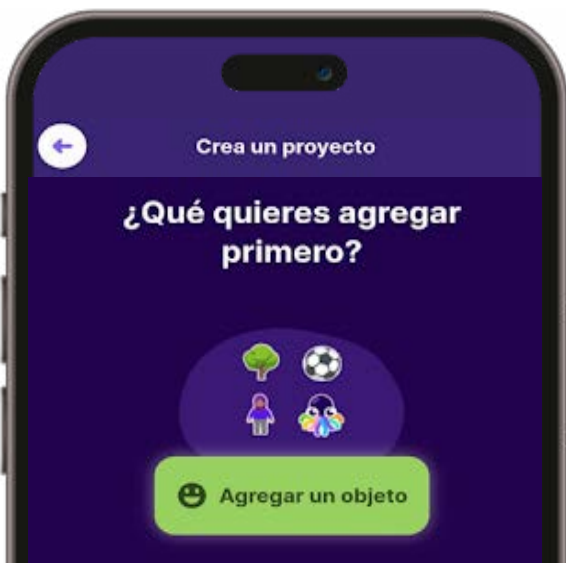 Crea un proyecto
¿Qué quieres agregar
primero?
Agregar un objeto